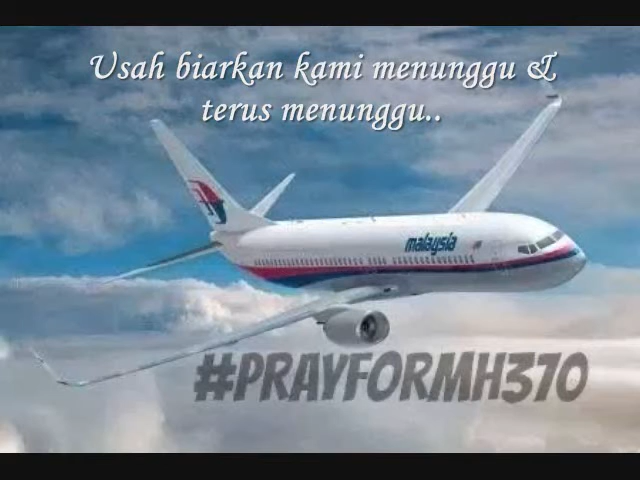 Usah biarkan kami menunggu &
terus menunggu..
malaysia
#PRAYFORMH370